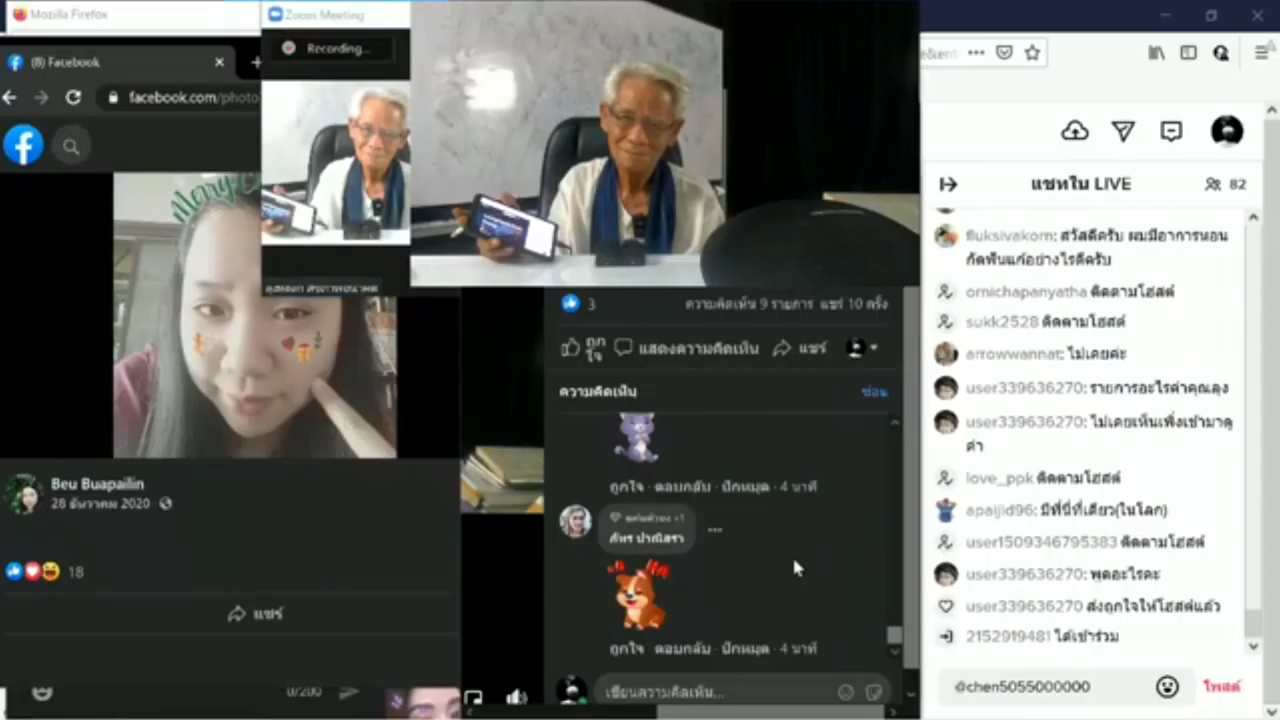 Mozilla Firefox
Zoom Meeting
Recording...
(8) Facebook
facebook.com/photo
แชทใน LIVE
82
fluksivakorn: สวัสดีครับ ผมมีอาการนอน
กัดฟันแก้อย่างไรดีครับ
ornichapanyatha ติดตามโฮสต์
sukk2528 ติดตามโฮสต์
arrowwannat: ไม่เคยค่ะ
user339636270: รายการอะไรค่าคุณลุง
user339636270: ไม่เคยเห็นเพิ่งเข้ามาดู
ค่า
love_ppk ติดตามโฮสต์
apaijid96: มีที่นี่ที่เดียว(ในโลก)
user1509346795383 ติดตามโฮสต์
user339636270: พูดอะไรคะ
user339636270 ส่งถูกใจให้โฮสต์แล้ว
2152919481 ได้เข้าร่วม
@chen5055000000
โพสต์
3
ความคิดเห็น 9 รายการ แชร์ 10 ครั้ง
ถูก
ใจ
แสดงความคิดเห็น
แชร์
ความคิดเห็น
ซ่อน
ถูกใจ · ตอบกลับ · ปักหมุด · 4 นาที
ภัทร ปาณิสรา
ถูกใจ · ตอบกลับ · ปักหมุด · 4 นาที
เขียนความคิดเห็น...
Beu Buapailin
28 ธันวาคม 2020
18
แชร์
0/200